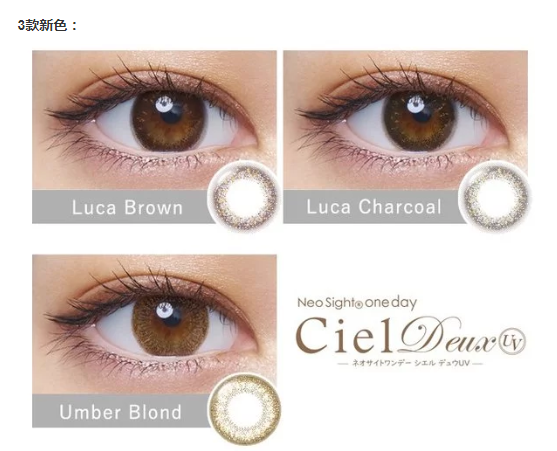 3款新色：
Luca Brown
Luca Charcoal
Umber Blond
Neo Sight® one day
Ciel Deux UV
― ネオサイトワンデー シエル デュウUV ―